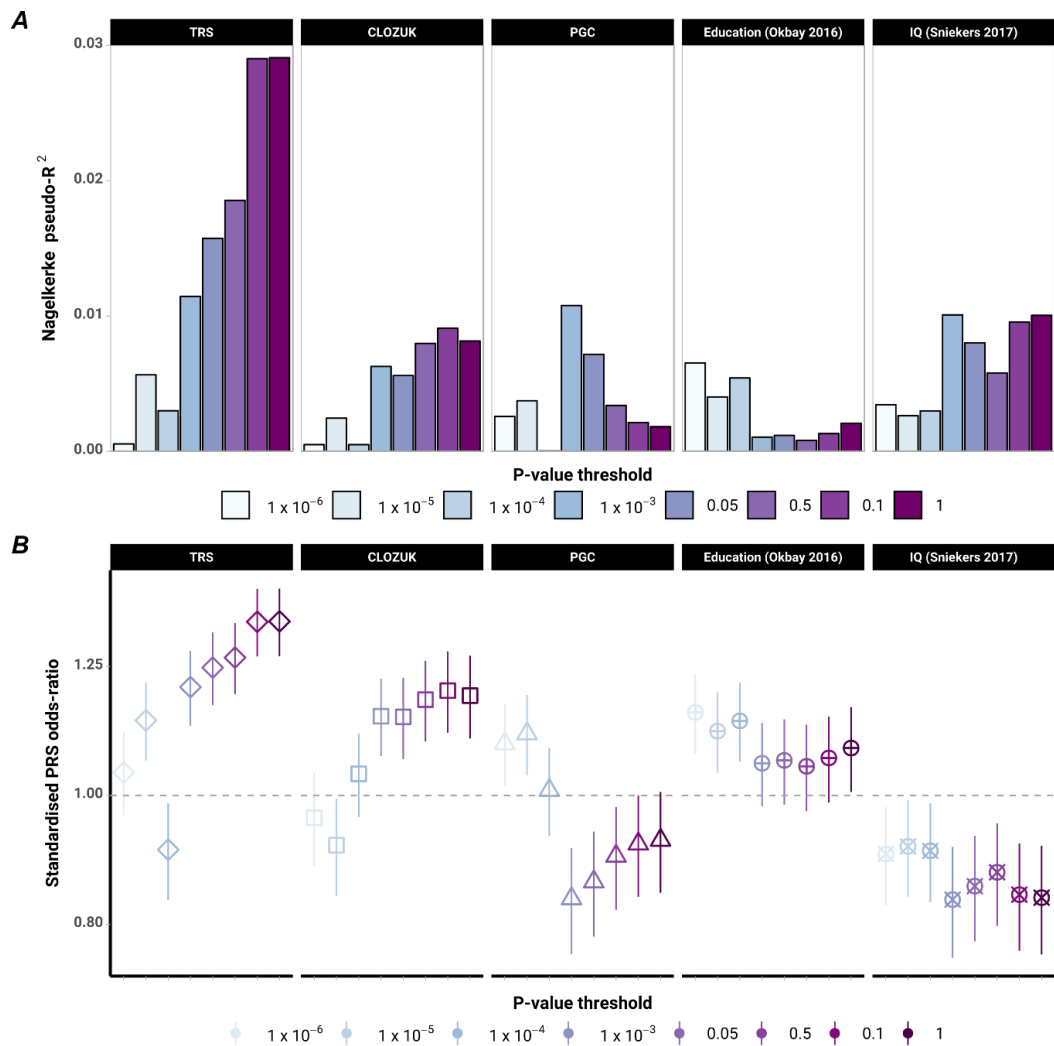 A
TRS CLOZUK PGC Education (Okbay 2016) IQ (Sniekers 2017)
0.03
0.02
0.01
0.00
Nagelkerke pseudo-R²
P-value threshold
1 x 10⁻⁶ 1 x 10⁻⁵ 1 x 10⁻⁴ 1 x 10⁻³ 0.05 0.5 0.1 1
B
TRS CLOZUK PGC Education (Okbay 2016) IQ (Sniekers 2017)
1.25
1.00
0.80
Standardised PRS odds-ratio
P-value threshold
1 x 10⁻⁶ 1 x 10⁻⁵ 1 x 10⁻⁴ 1 x 10⁻³ 0.05 0.5 0.1 1